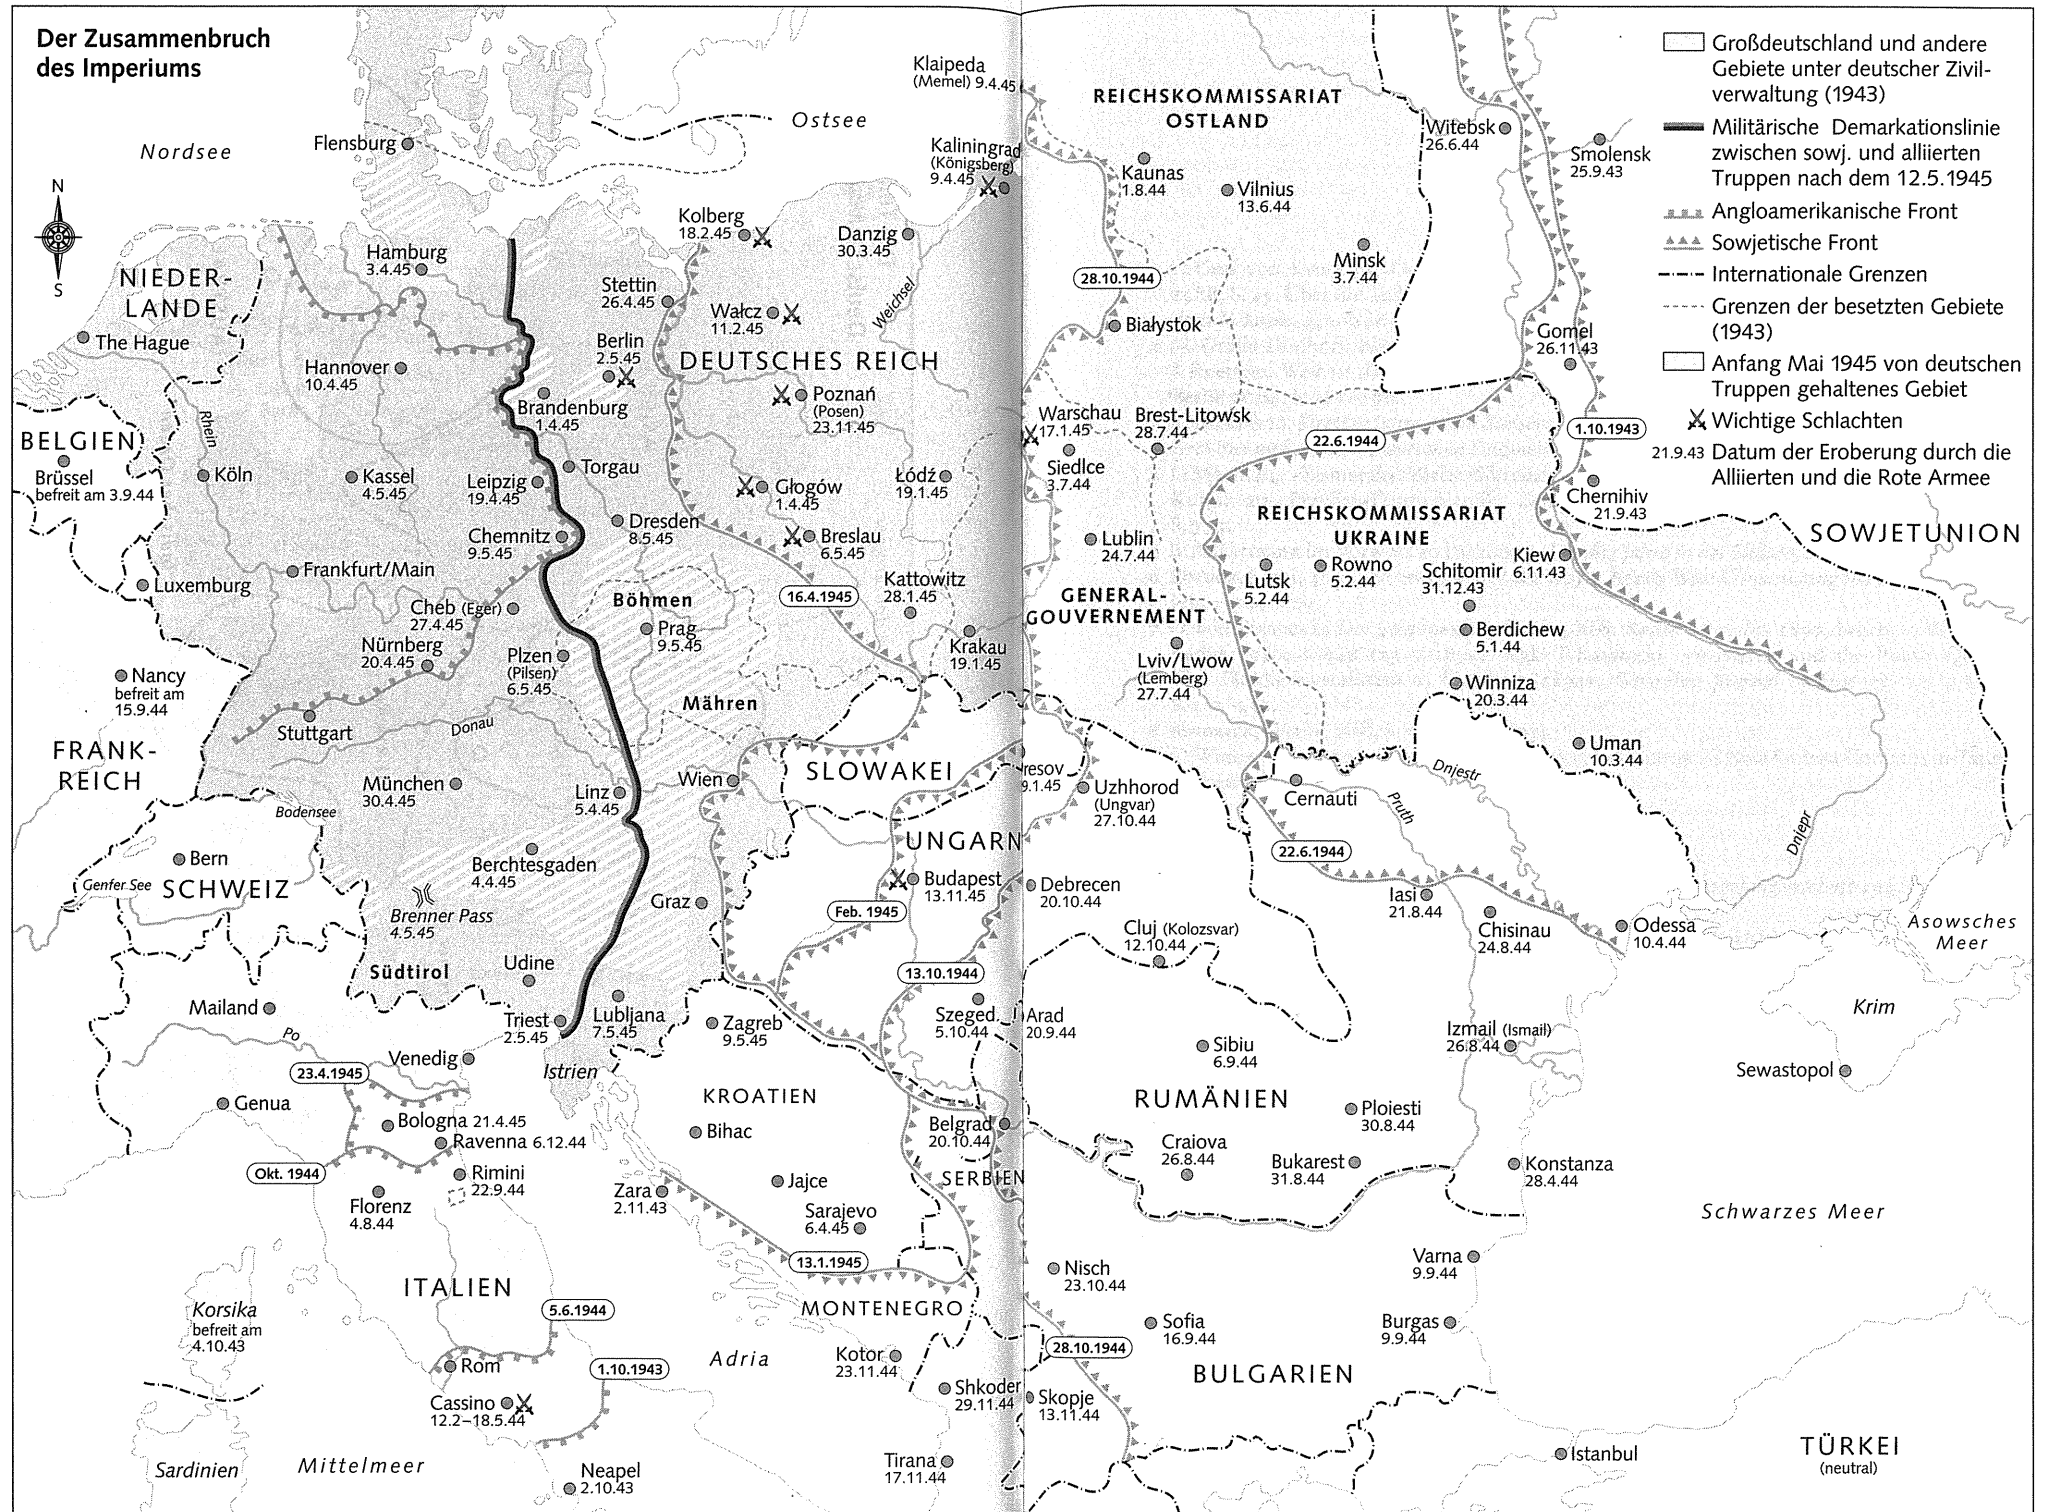 Der Zusammenbruch
des Imperiums
Nordsee
Ostsee
N
S
Flensburg
Klaipeda
(Memel) 9.4.45
Kaliningrad
(Königsberg)
9.4.45
Kolberg
18.2.45
Danzig
30.3.45
Hamburg
3.4.45
NIEDER-
LANDE
Stettin
26.4.45
Wałcz
11.2.45
Weichsel
The Hague
Hannover
10.4.45
Berlin
2.5.45
DEUTSCHES REICH
Brandenburg
1.4.45
Poznań
(Posen)
23.11.45
Rhein
BELGIEN
Brüssel
befreit am 3.9.44
Köln
Kassel
4.5.45
Leipzig
19.4.45
Torgau
Głogów
1.4.45
Łódź
19.1.45
Chemnitz
9.5.45
Dresden
8.5.45
Breslau
6.5.45
Luxemburg
Frankfurt/Main
16.4.1945
Kattowitz
28.1.45
Cheb (Eger)
27.4.45
Böhmen
Prag
9.5.45
Krakau
19.1.45
Nürnberg
20.4.45
Plzen
(Pilsen)
6.5.45
Nancy
befreit am
15.9.44
Mähren
Stuttgart
Donau
FRANK-
REICH
München
30.4.45
Linz
5.4.45
Wien
SLOWAKEI
Bodensee
Bern
Genfer See
SCHWEIZ
Berchtesgaden
4.4.45
Brenner Pass
4.5.45
Graz
UNGARN
Budapest
13.11.45
Feb. 1945
Südtirol
Udine
13.10.1944
Mailand
Triest
2.5.45
Lubljana
7.5.45
Zagreb
9.5.45
Szeged
5.10.44
Po
Venedig
Istrien
23.4.1945
Genua
KROATIEN
Bologna 21.4.45
Ravenna 6.12.44
Bihac
Belgrad
20.10.44
Okt. 1944
Rimini
22.9.44
Zara
2.11.43
Jajce
SERBIEN
Florenz
4.8.44
Sarajevo
6.4.45
13.1.1945
ITALIEN
MONTENEGRO
Korsika
befreit am
4.10.43
5.6.1944
Rom
1.10.1943
Adria
Kotor
23.11.44
Cassino
12.2–18.5.44
Shkoder
29.11.44
Sardinien
Mittelmeer
Neapel
2.10.43
Tirana
17.11.44
REICHSKOMMISSARIAT
OSTLAND
Witebsk
26.6.44
Smolensk
25.9.43
Kaunas
1.8.44
Vilnius
13.6.44
Minsk
3.7.44
28.10.1944
Białystok
Gomel
26.11.43
Warschau
17.1.45
Brest-Litowsk
28.7.44
22.6.1944
1.10.1943
Siedlce
3.7.44
Chernihiv
21.9.43
Lublin
24.7.44
REICHSKOMMISSARIAT
UKRAINE
Kiew
6.11.43
Lutsk
5.2.44
Rowno
5.2.44
Schitomir
31.12.43
GENERAL-
GOUVERNEMENT
Berdichew
5.1.44
Lviv/Lwow
(Lemberg)
27.7.44
Winniza
20.3.44
Uman
10.3.44
resov
9.1.45
Uzhhorod
(Ungvar)
27.10.44
Cernauti
Dnjestr
Pruth
Dnjepr
22.6.1944
Debrecen
20.10.44
Iasi
21.8.44
Chisinau
24.8.44
Odessa
10.4.44
Asowsches
Meer
Cluj (Kolozsvar)
12.10.44
Arad
20.9.44
Krim
Sibiu
6.9.44
Izmail (Ismail)
26.8.44
Sewastopol
RUMÄNIEN
Ploiesti
30.8.44
Craiova
26.8.44
Bukarest
31.8.44
Konstanza
28.4.44
Schwarzes Meer
Nisch
23.10.44
Varna
9.9.44
Sofia
16.9.44
Burgas
9.9.44
28.10.1944
BULGARIEN
Skopje
13.11.44
Istanbul
TÜRKEI
(neutral)
SOWJETUNION
Großdeutschland und andere
Gebiete unter deutscher Zivil-
verwaltung (1943)
Militärische Demarkationslinie
zwischen sowj. und alliierten
Truppen nach dem 12.5.1945
Angloamerikanische Front
Sowjetische Front
Internationale Grenzen
Grenzen der besetzten Gebiete
(1943)
Anfang Mai 1945 von deutschen
Truppen gehaltenes Gebiet
Wichtige Schlachten
21.9.43 Datum der Eroberung durch die
Alliierten und die Rote Armee